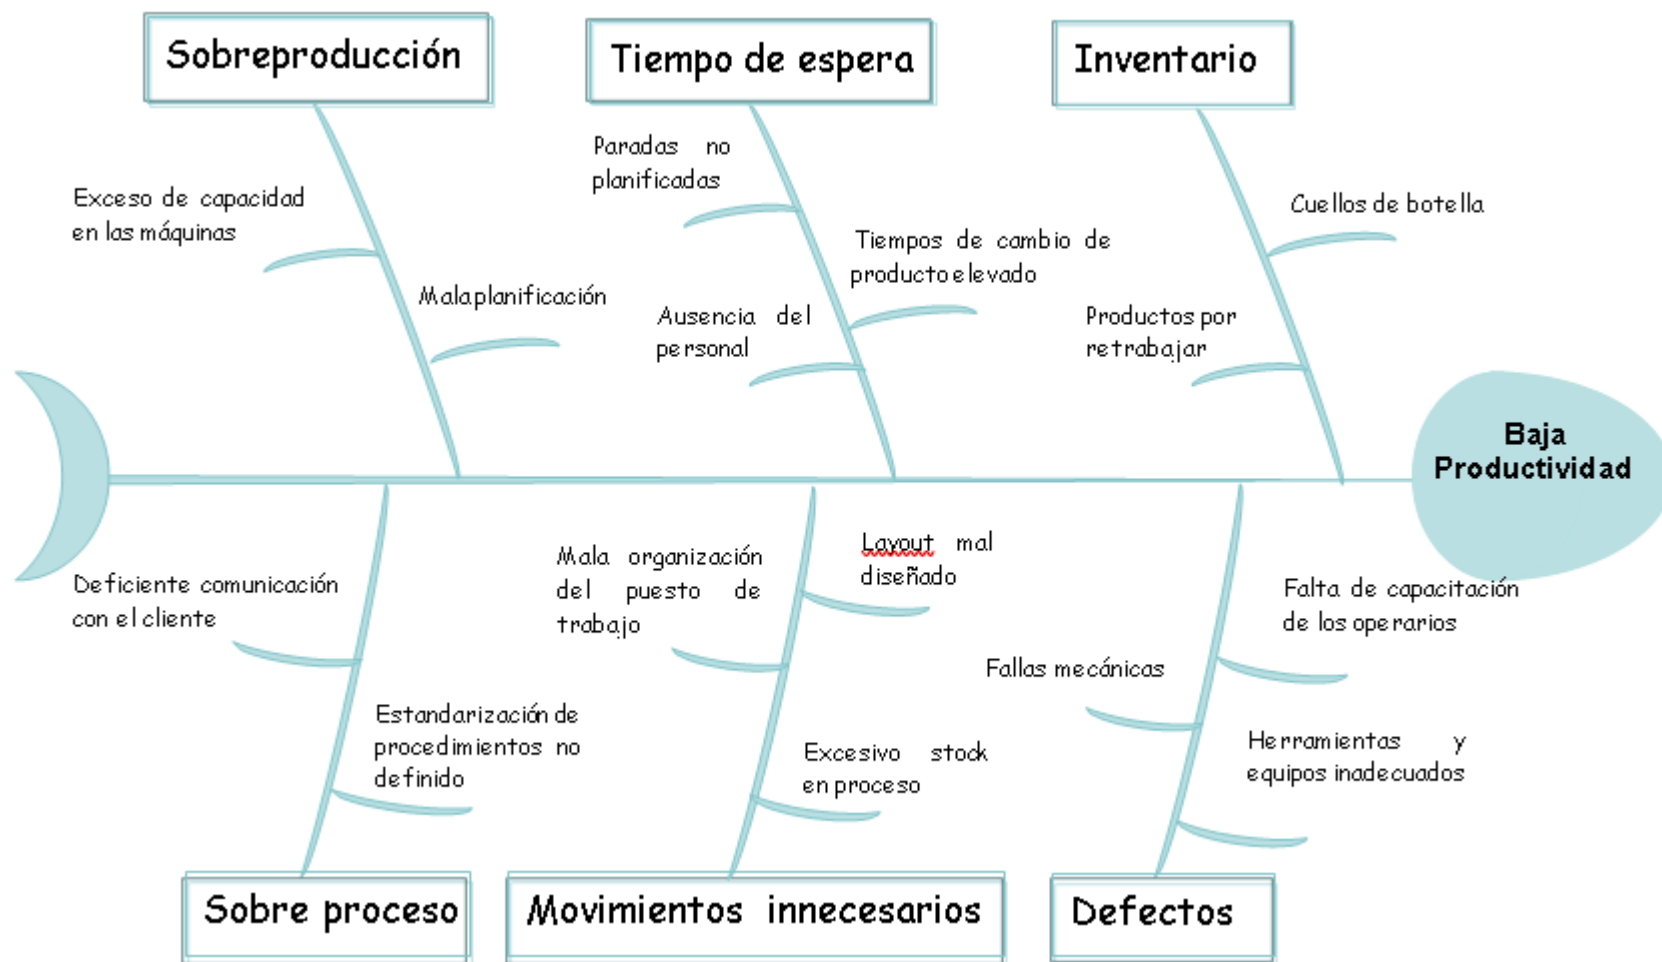 Sobreproducción
Tiempo de espera
Inventario
Exceso de capacidad
en las máquinas
Mala planificación
Paradas no
planificadas
Tiempos de cambio de
producto elevado
Ausencia del
personal
Cuellos de botella
Productos por
retrabajar
Baja
Productividad
Deficiente comunicación
con el cliente
Estandarización de
procedimientos no
definido
Mala organización
del puesto de
trabajo
Layout mal
diseñado
Excesivo stock
en proceso
Fallas mecánicas
Falta de capacitación
de los operarios
Herramientas y
equipos inadecuados
Sobre proceso
Movimientos innecesarios
Defectos